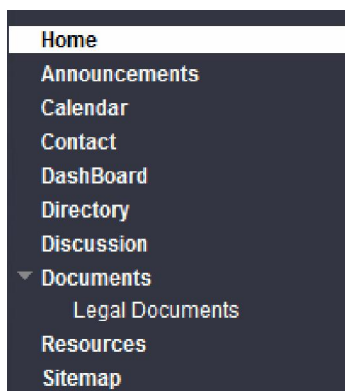 Home
Announcements
Calendar
Contact
DashBoard
Directory
Discussion
Documents
Legal Documents
Resources
Sitemap